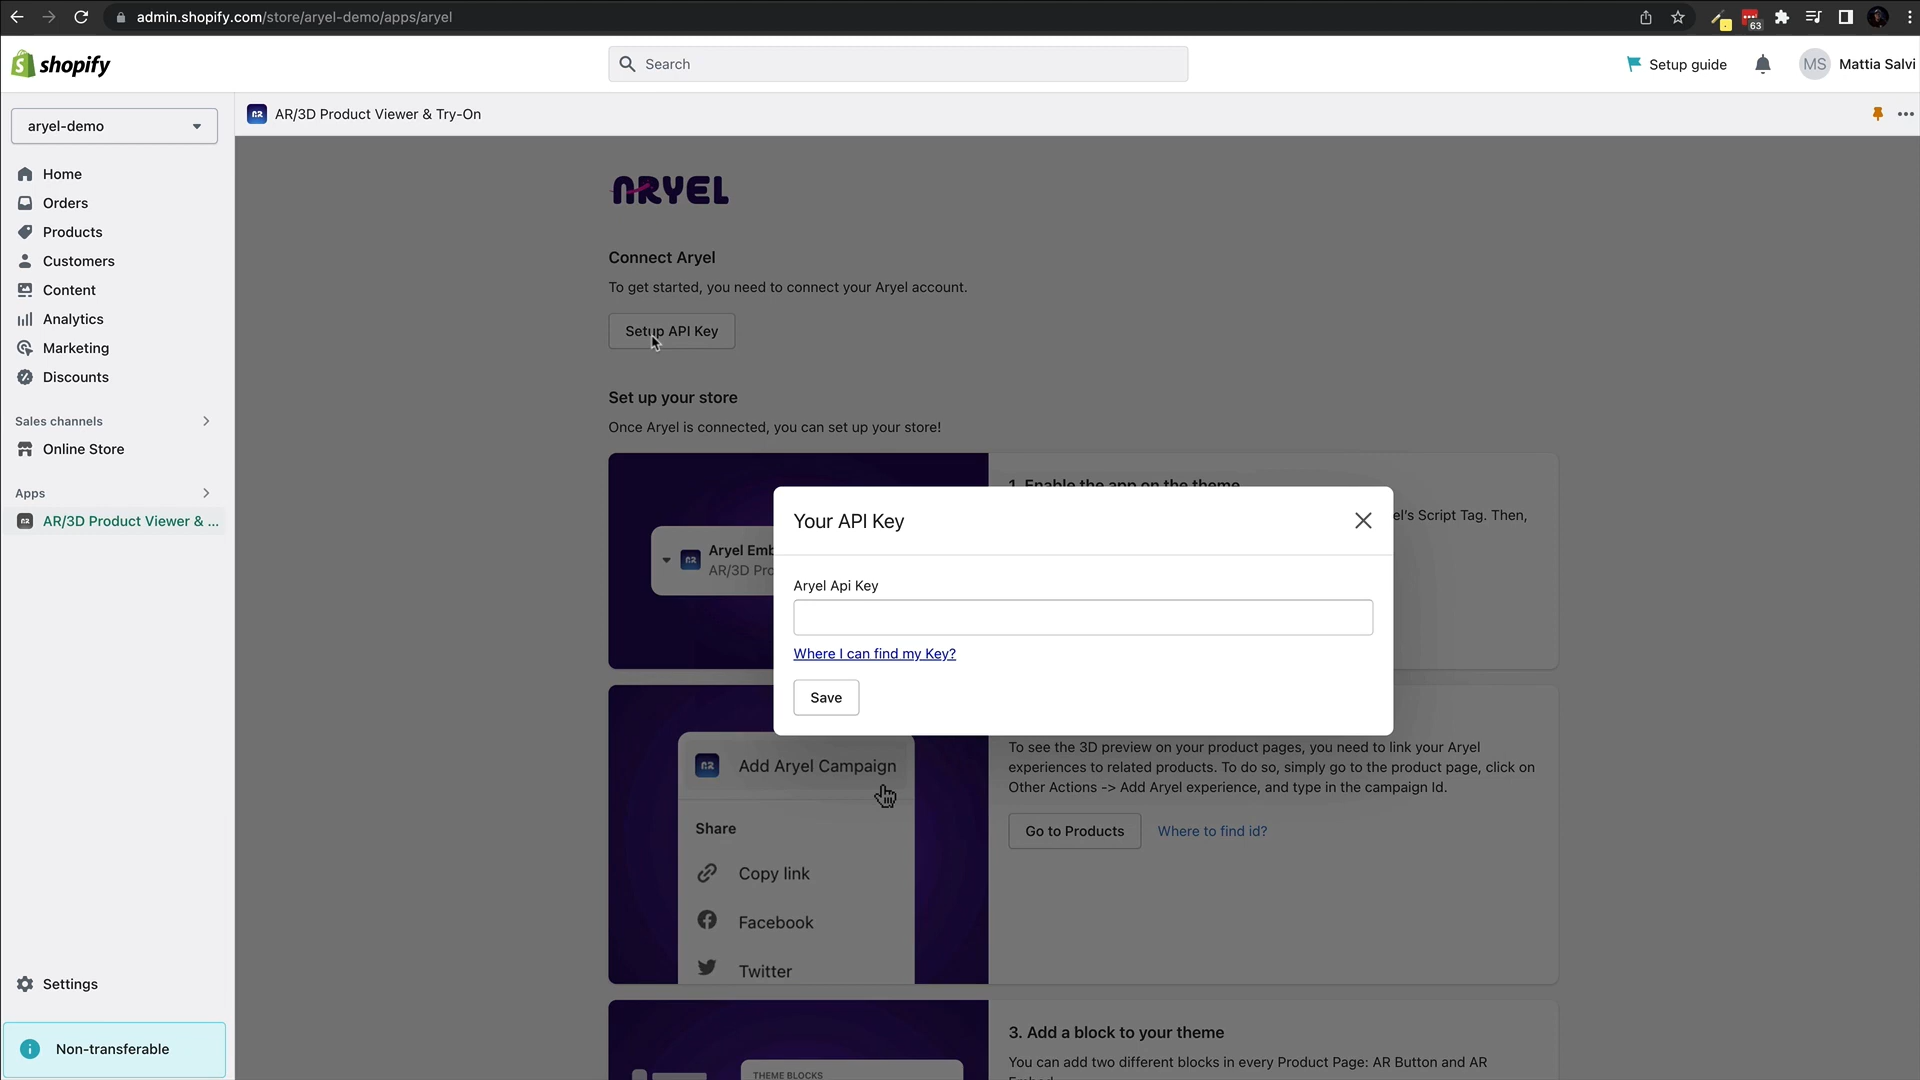 admin.shopify.com/store/aryel-demo/apps/aryel
63
shopify
Search
Setup guide
MS
Mattia Salvi
aryel-demo
AR/3D Product Viewer & Try-On
Home
Orders
Products
Customers
Content
Analytics
Marketing
Discounts
Sales channels
Online Store
Apps
AR/3D Product Viewer & ...
Settings
Non-transferable
ARYEL
Connect Aryel
To get started, you need to connect your Aryel account.
Setup API Key
Set up your store
Once Aryel is connected, you can set up your store!
1. Enable the app on the theme
el's Script Tag. Then,
Aryel Emb
AR/3D Pro
Your API Key
Aryel Api Key
Where I can find my Key?
Save
Add Aryel Campaign
Share
Copy link
Facebook
Twitter
To see the 3D preview on your product pages, you need to link your Aryel
experiences to related products. To do so, simply go to the product page, click on
Other Actions -> Add Aryel experience, and type in the campaign Id.
Go to Products
Where to find id?
THEME BLOCKS
3. Add a block to your theme
You can add two different blocks in every Product Page: AR Button and AR